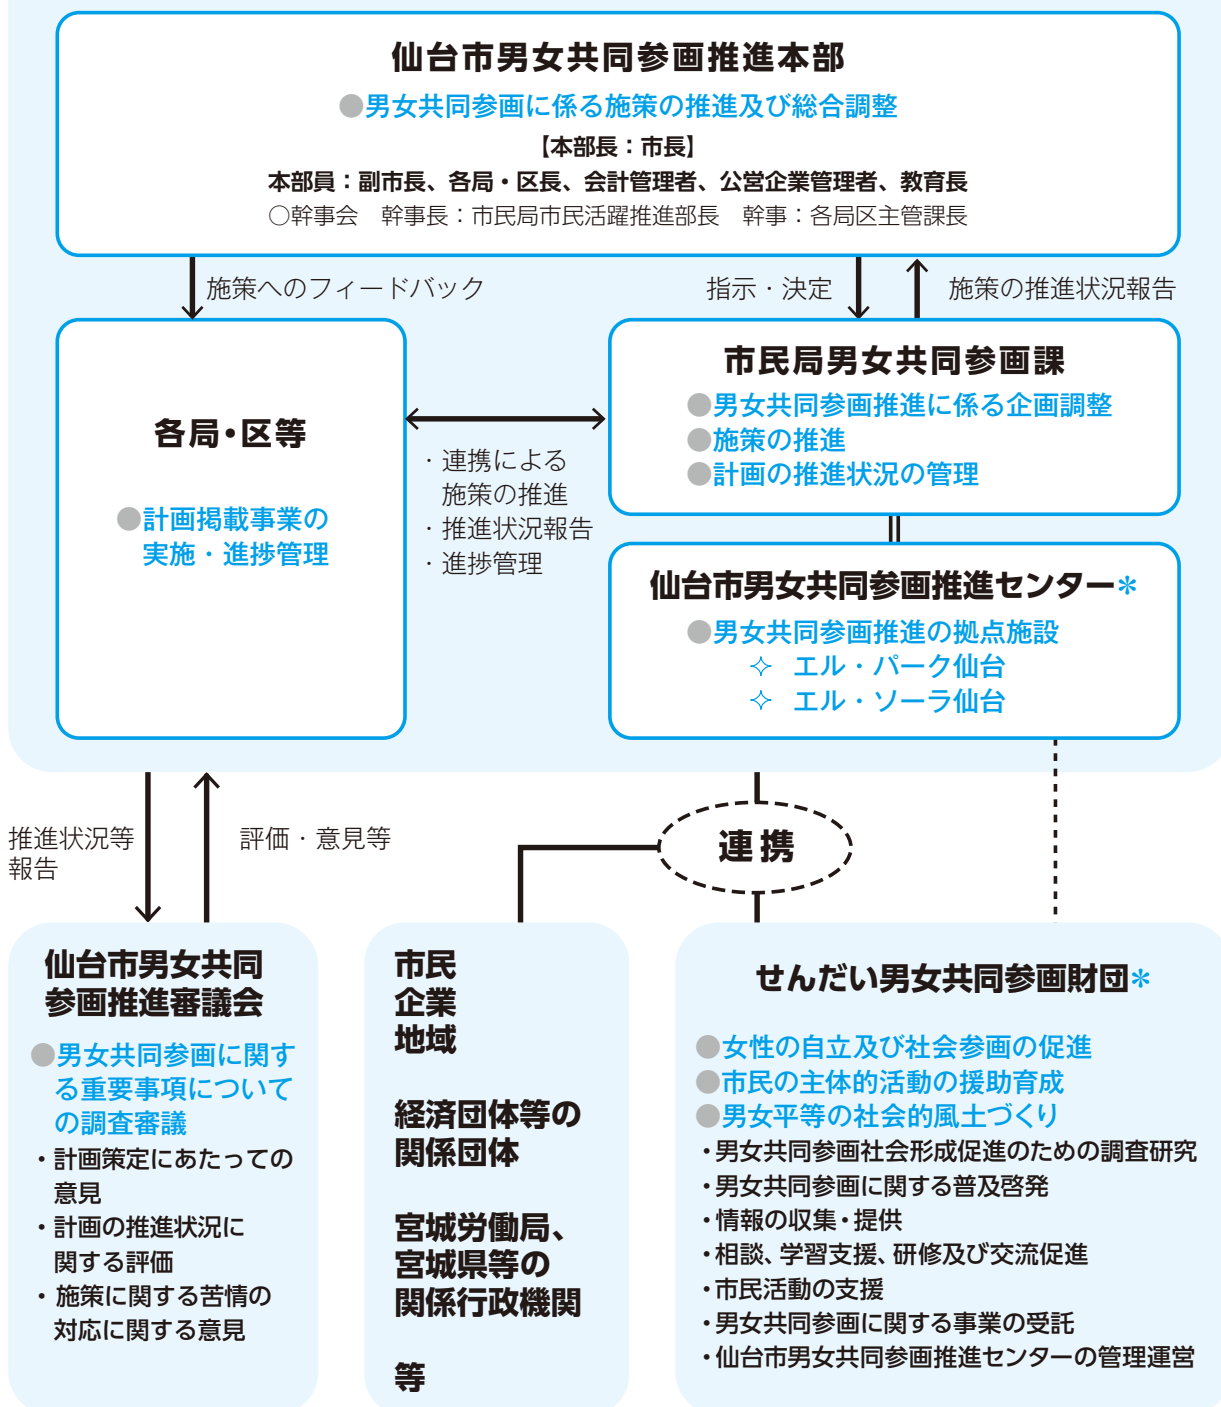 仙台市男女共同参画推進本部
●男女共同参画に係る施策の推進及び総合調整
【本部長：市長】
本部員：副市長、各局・区長、会計管理者、公営企業管理者、教育長
○幹事会　幹事長：市民局市民活躍推進部長　幹事：各局区主管課長
施策へのフィードバック
指示・決定
施策の推進状況報告
各局・区等
●計画掲載事業の
実施・進捗管理
・連携による
施策の推進
・推進状況報告
・進捗管理
市民局男女共同参画課
●男女共同参画推進に係る企画調整
●施策の推進
●計画の推進状況の管理
仙台市男女共同参画推進センター＊
●男女共同参画推進の拠点施設
✧ エル・パーク仙台
✧ エル・ソーラ仙台
推進状況等
報告
評価・意見等
連携
仙台市男女共同
参画推進審議会
●男女共同参画に関す
る重要事項について
の調査審議
・計画策定にあたっての
意見
・計画の推進状況に
関する評価
・施策に関する苦情の
対応に関する意見
市民
企業
地域
経済団体等の
関係団体
宮城労働局、
宮城県等の
関係行政機関
等
せんだい男女共同参画財団＊
●女性の自立及び社会参画の促進
●市民の主体的活動の援助育成
●男女平等の社会的風土づくり
・男女共同参画社会形成促進のための調査研究
・男女共同参画に関する普及啓発
・情報の収集・提供
・相談、学習支援、研修及び交流促進
・市民活動の支援
・男女共同参画に関する事業の受託
・仙台市男女共同参画推進センターの管理運営